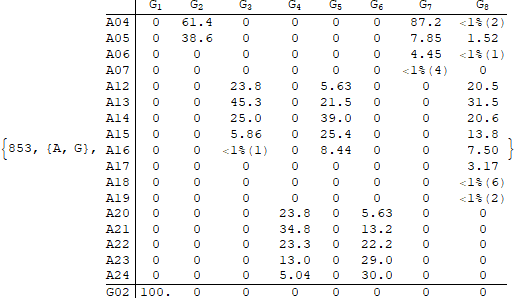 G₁ G₂ G₃ G₄ G₅ G₆ G₇ G₈
A04 0 61.4 0 0 0 0 87.2 <1%(2)
A05 0 38.6 0 0 0 0 7.85 1.52
A06 0 0 0 0 0 0 4.45 <1%(1)
A07 0 0 0 0 0 0 <1%(4) 0
A12 0 0 23.8 0 5.63 0 0 20.5
A13 0 0 45.3 0 21.5 0 0 31.5
A14 0 0 25.0 0 39.0 0 0 20.6
A15 0 0 5.86 0 25.4 0 0 13.8
{853, {A, G}, A16 0 0 <1%(1) 0 8.44 0 0 7.50 }
A17 0 0 0 0 0 0 0 3.17
A18 0 0 0 0 0 0 0 <1%(6)
A19 0 0 0 0 0 0 0 <1%(2)
A20 0 0 0 23.8 0 5.63 0 0
A21 0 0 0 34.8 0 13.2 0 0
A22 0 0 0 23.3 0 22.2 0 0
A23 0 0 0 13.0 0 29.0 0 0
A24 0 0 0 5.04 0 30.0 0 0
G02 100. 0 0 0 0 0 0 0